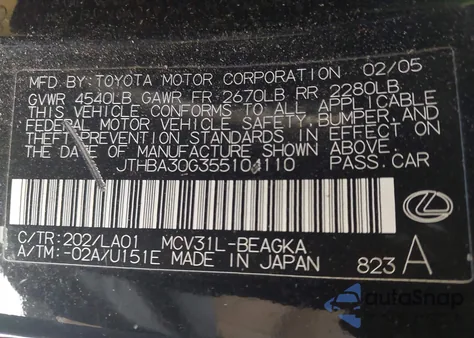 MFD. BY: TOYOTA MOTOR CORPORATION 02/05
GVWR 4540LB GAWR FR 2670LB RR 2280LB
THIS VEHICLE CONFORMS TO ALL APPLICABLE
FEDERAL MOTOR VEHICLE SAFETY, BUMPER, AND
THEFT PREVENTION STANDARDS IN EFFECT ON
THE DATE OF MANUFACTURE SHOWN ABOVE.
JTHBA30G355104110 PASS. CAR
C/TR: 202/LA01 MCV31L-BEAGKA
A/TM: -02A/U151E MADE IN JAPAN 823 A
autoSnap